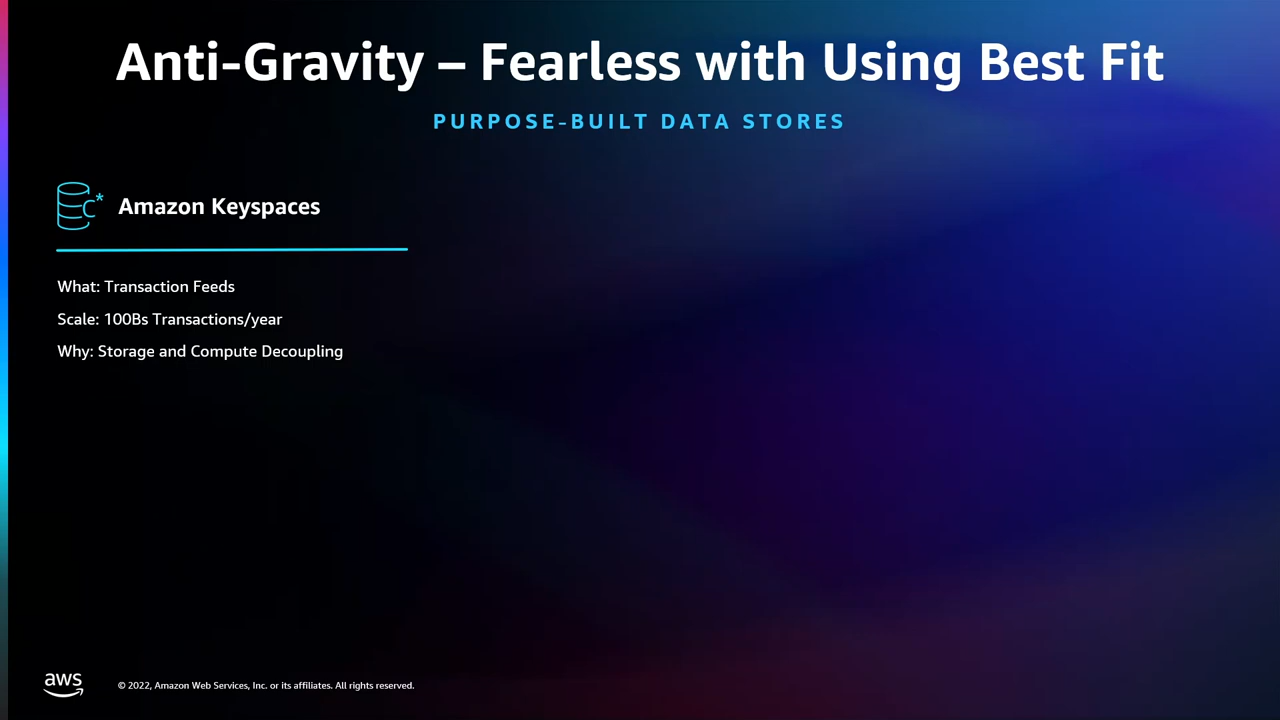 Anti-Gravity – Fearless with Using Best Fit
PURPOSE-BUILT DATA STORES
C*
Amazon Keyspaces
What: Transaction Feeds
Scale: 100Bs Transactions/year
Why: Storage and Compute Decoupling
aws
© 2022, Amazon Web Services, Inc. or its affiliates. All rights reserved.